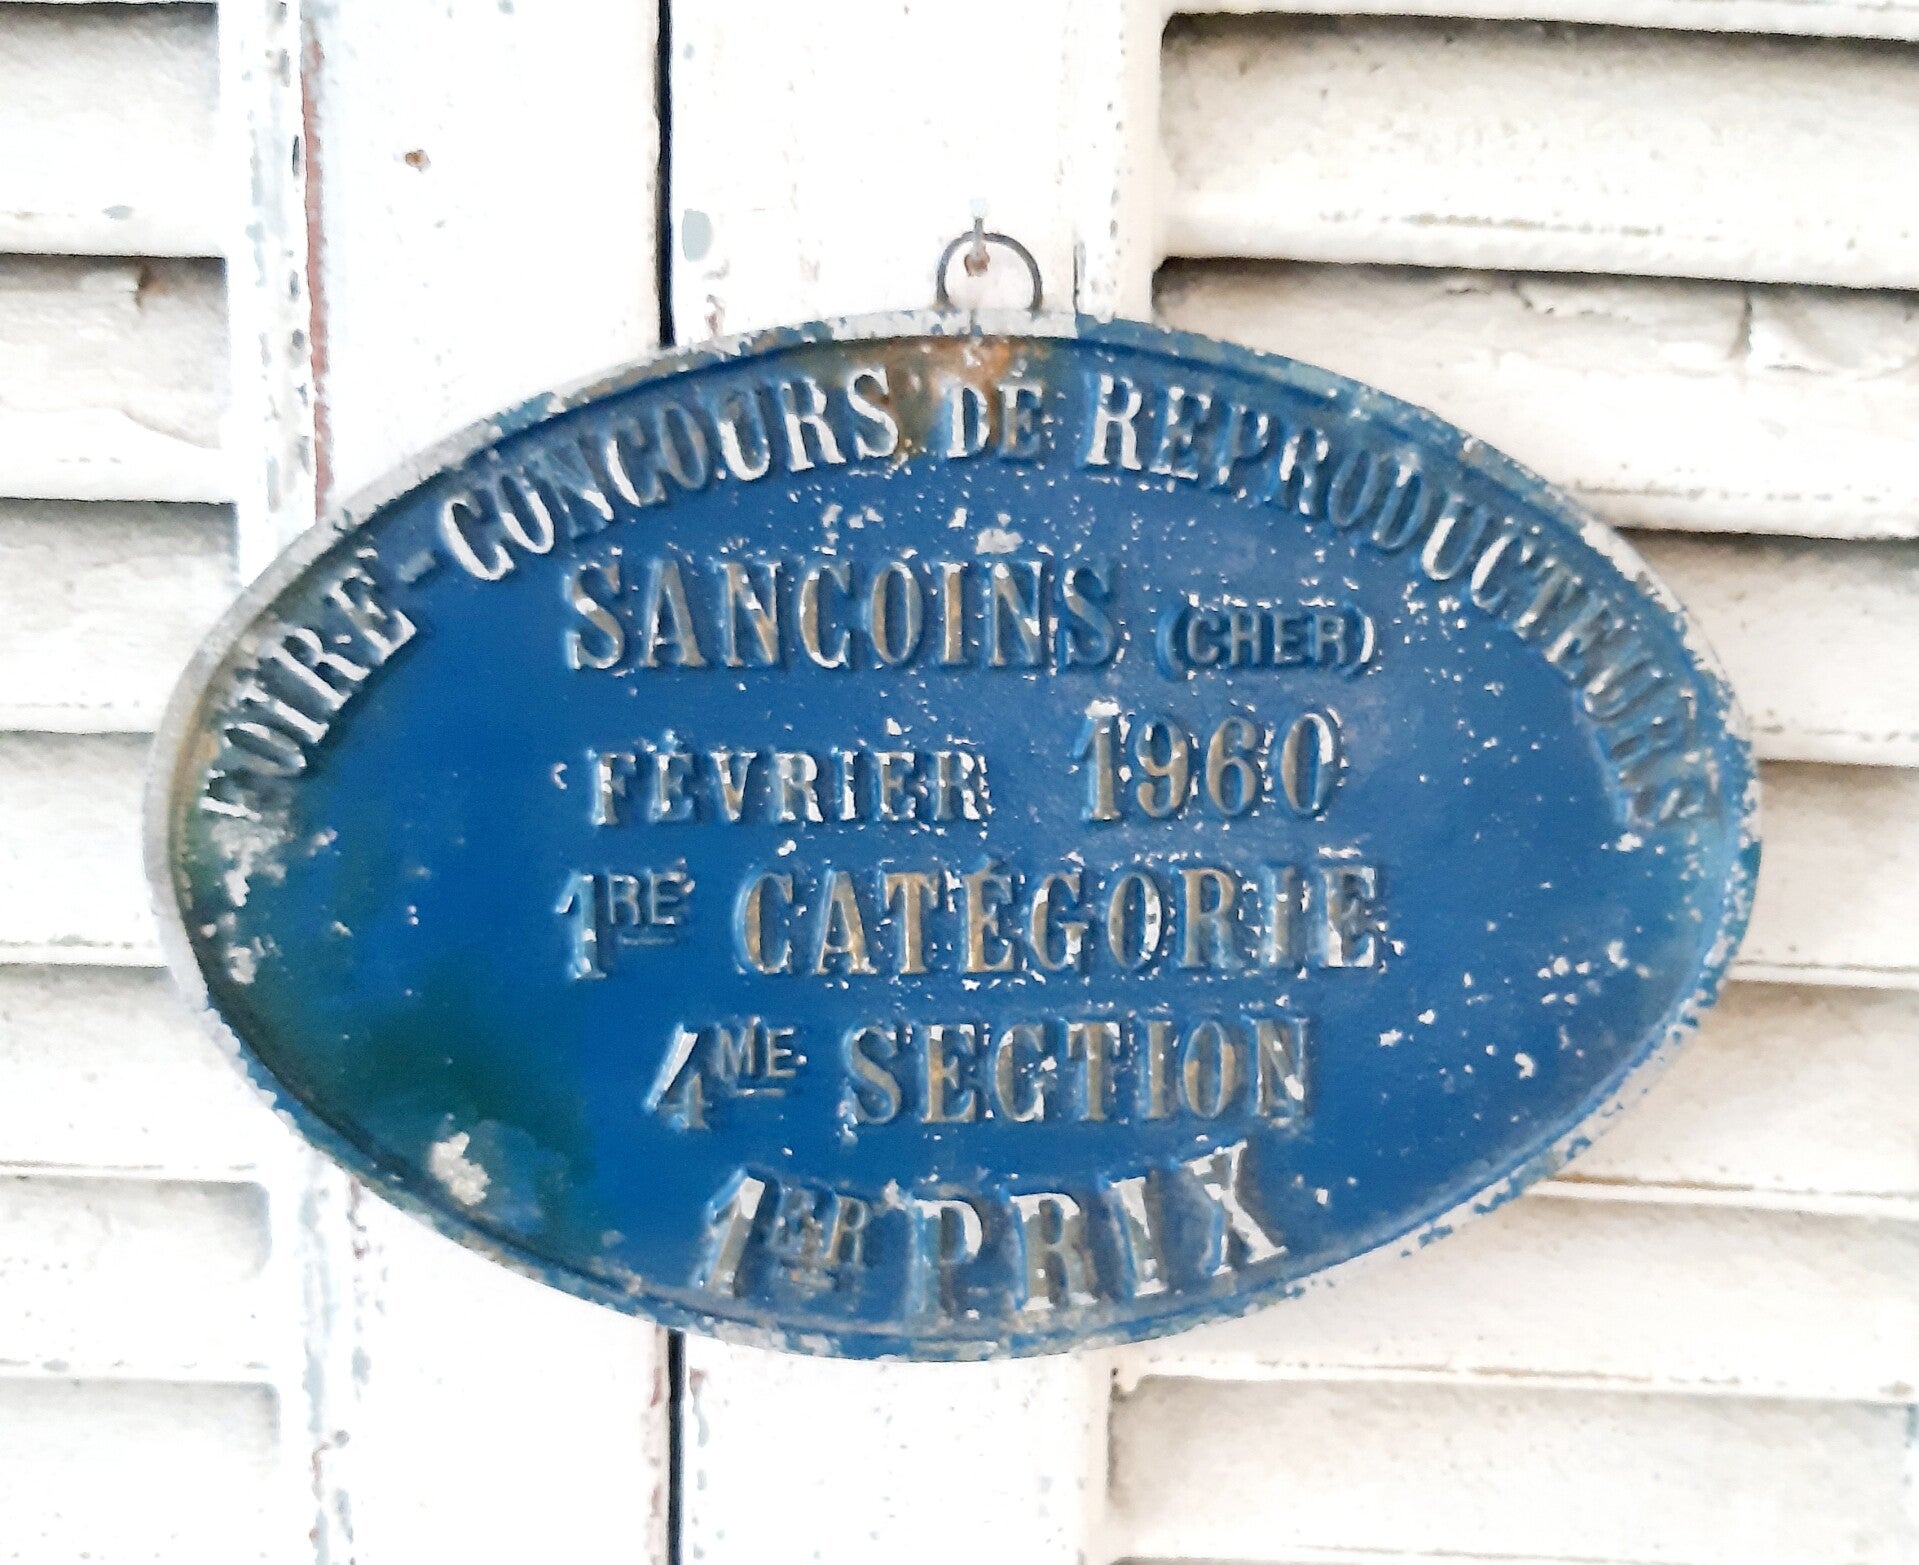 FOIRE-CONCOURS DE REPRODUCTEURS
SANCOINS (CHER)
FÉVRIER 1960
1RE CATÉGORIE
4ME SECTION
1ER PRIX